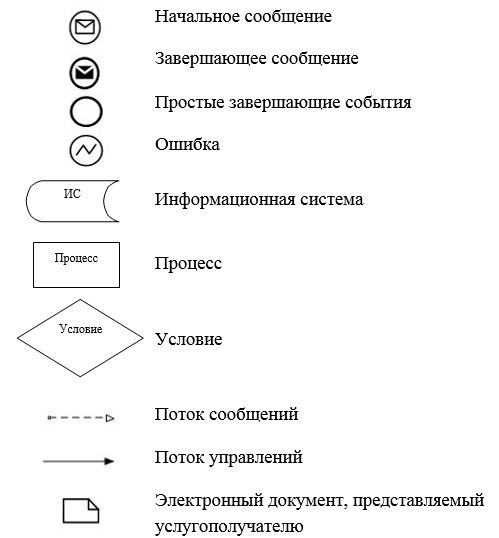 Начальное сообщение
Завершающее сообщение
Простые завершающие события
Ошибка
ИС
Информационная система
Процесс
Процесс
Условие
Условие
Поток сообщений
Поток управлений
Электронный документ, представляемый
услугополучателю